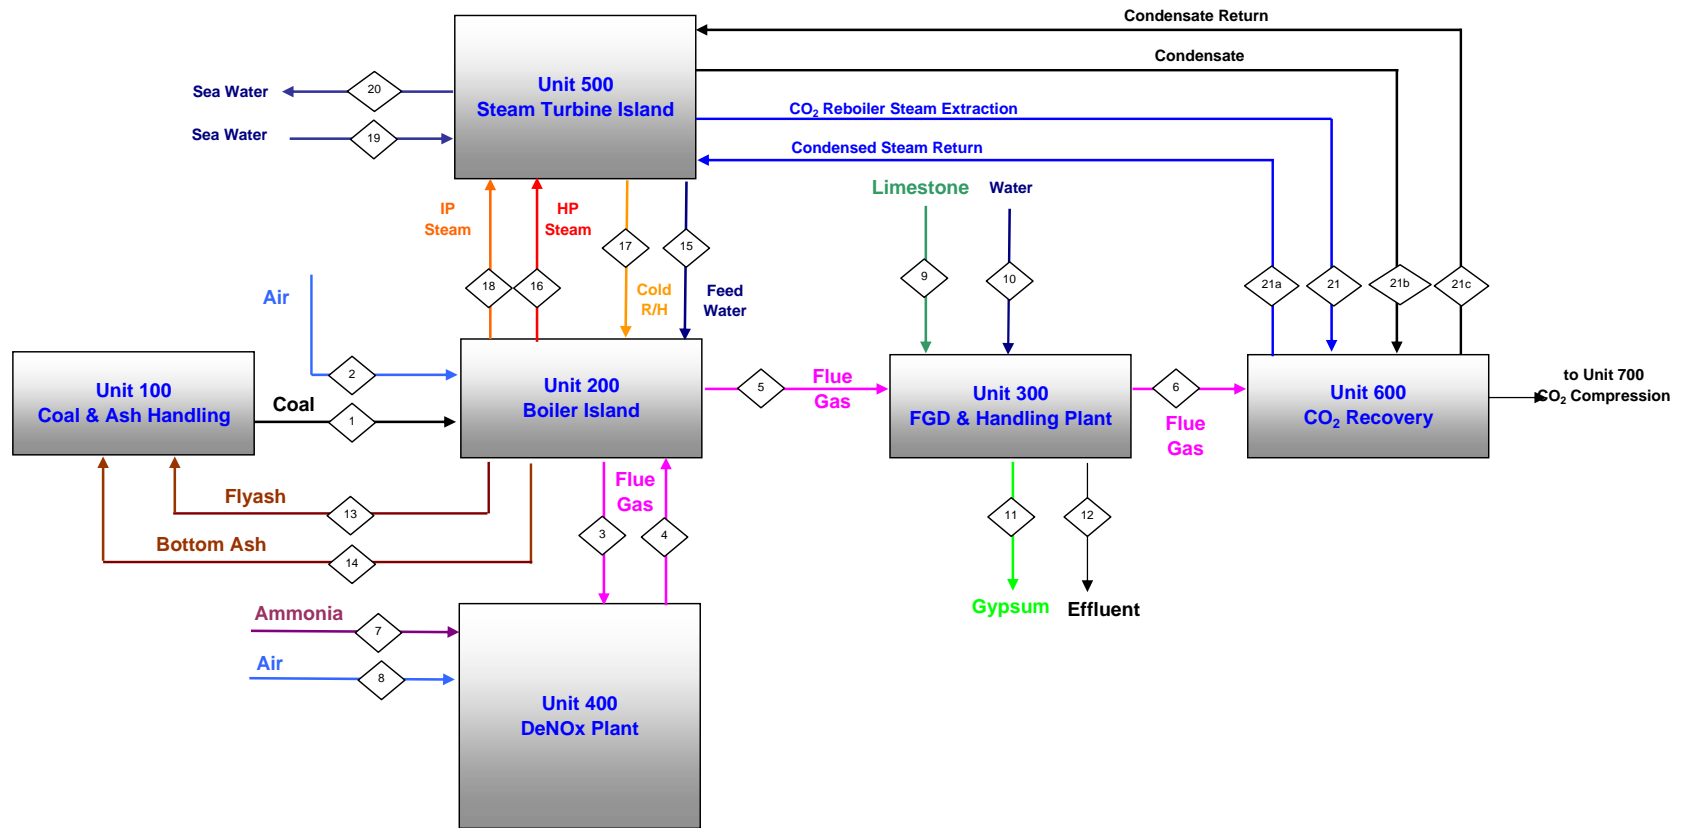 Condensate Return
Condensate
Unit 500
Steam Turbine Island
Sea Water
20
CO₂ Reboiler Steam Extraction
Sea Water
19
Condensed Steam Return
Limestone
Water
IP
Steam
HP
Steam
17
15
18
16
Cold
R/H
Feed
Water
9
10
21a
21
21b
21c
Air
2
Unit 100
Coal & Ash Handling
Coal
1
Unit 200
Boiler Island
5
Flue
Gas
Unit 300
FGD & Handling Plant
6
Flue
Gas
Unit 600
CO₂ Recovery
to Unit 700
CO₂ Compression
Flyash
13
Bottom Ash
14
Flue
Gas
3
4
11
12
Gypsum
Effluent
Ammonia
7
Air
8
Unit 400
DeNOx Plant